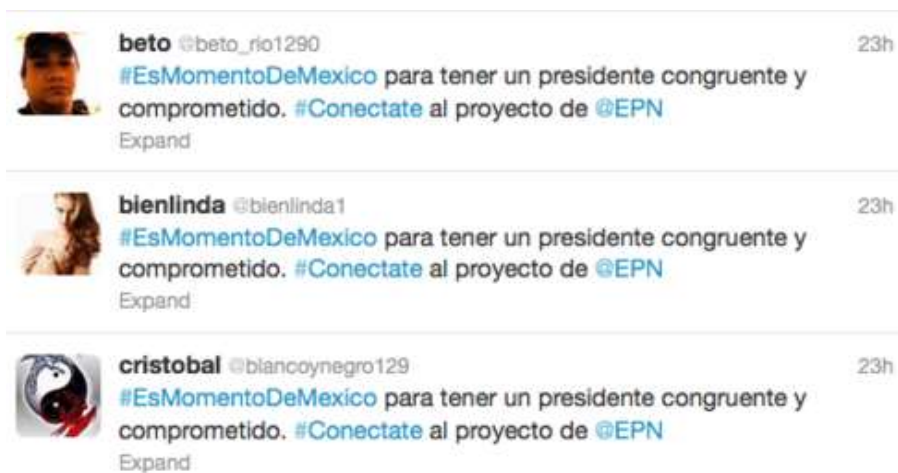 beto @beto_rio1290 23h
#EsMomentoDeMexico para tener un presidente congruente y
comprometido. #Conectate al proyecto de @EPN
Expand
bienlinda @bienlinda1 23h
#EsMomentoDeMexico para tener un presidente congruente y
comprometido. #Conectate al proyecto de @EPN
Expand
cristobal @blancoynegro129 23h
#EsMomentoDeMexico para tener un presidente congruente y
comprometido. #Conectate al proyecto de @EPN
Expand